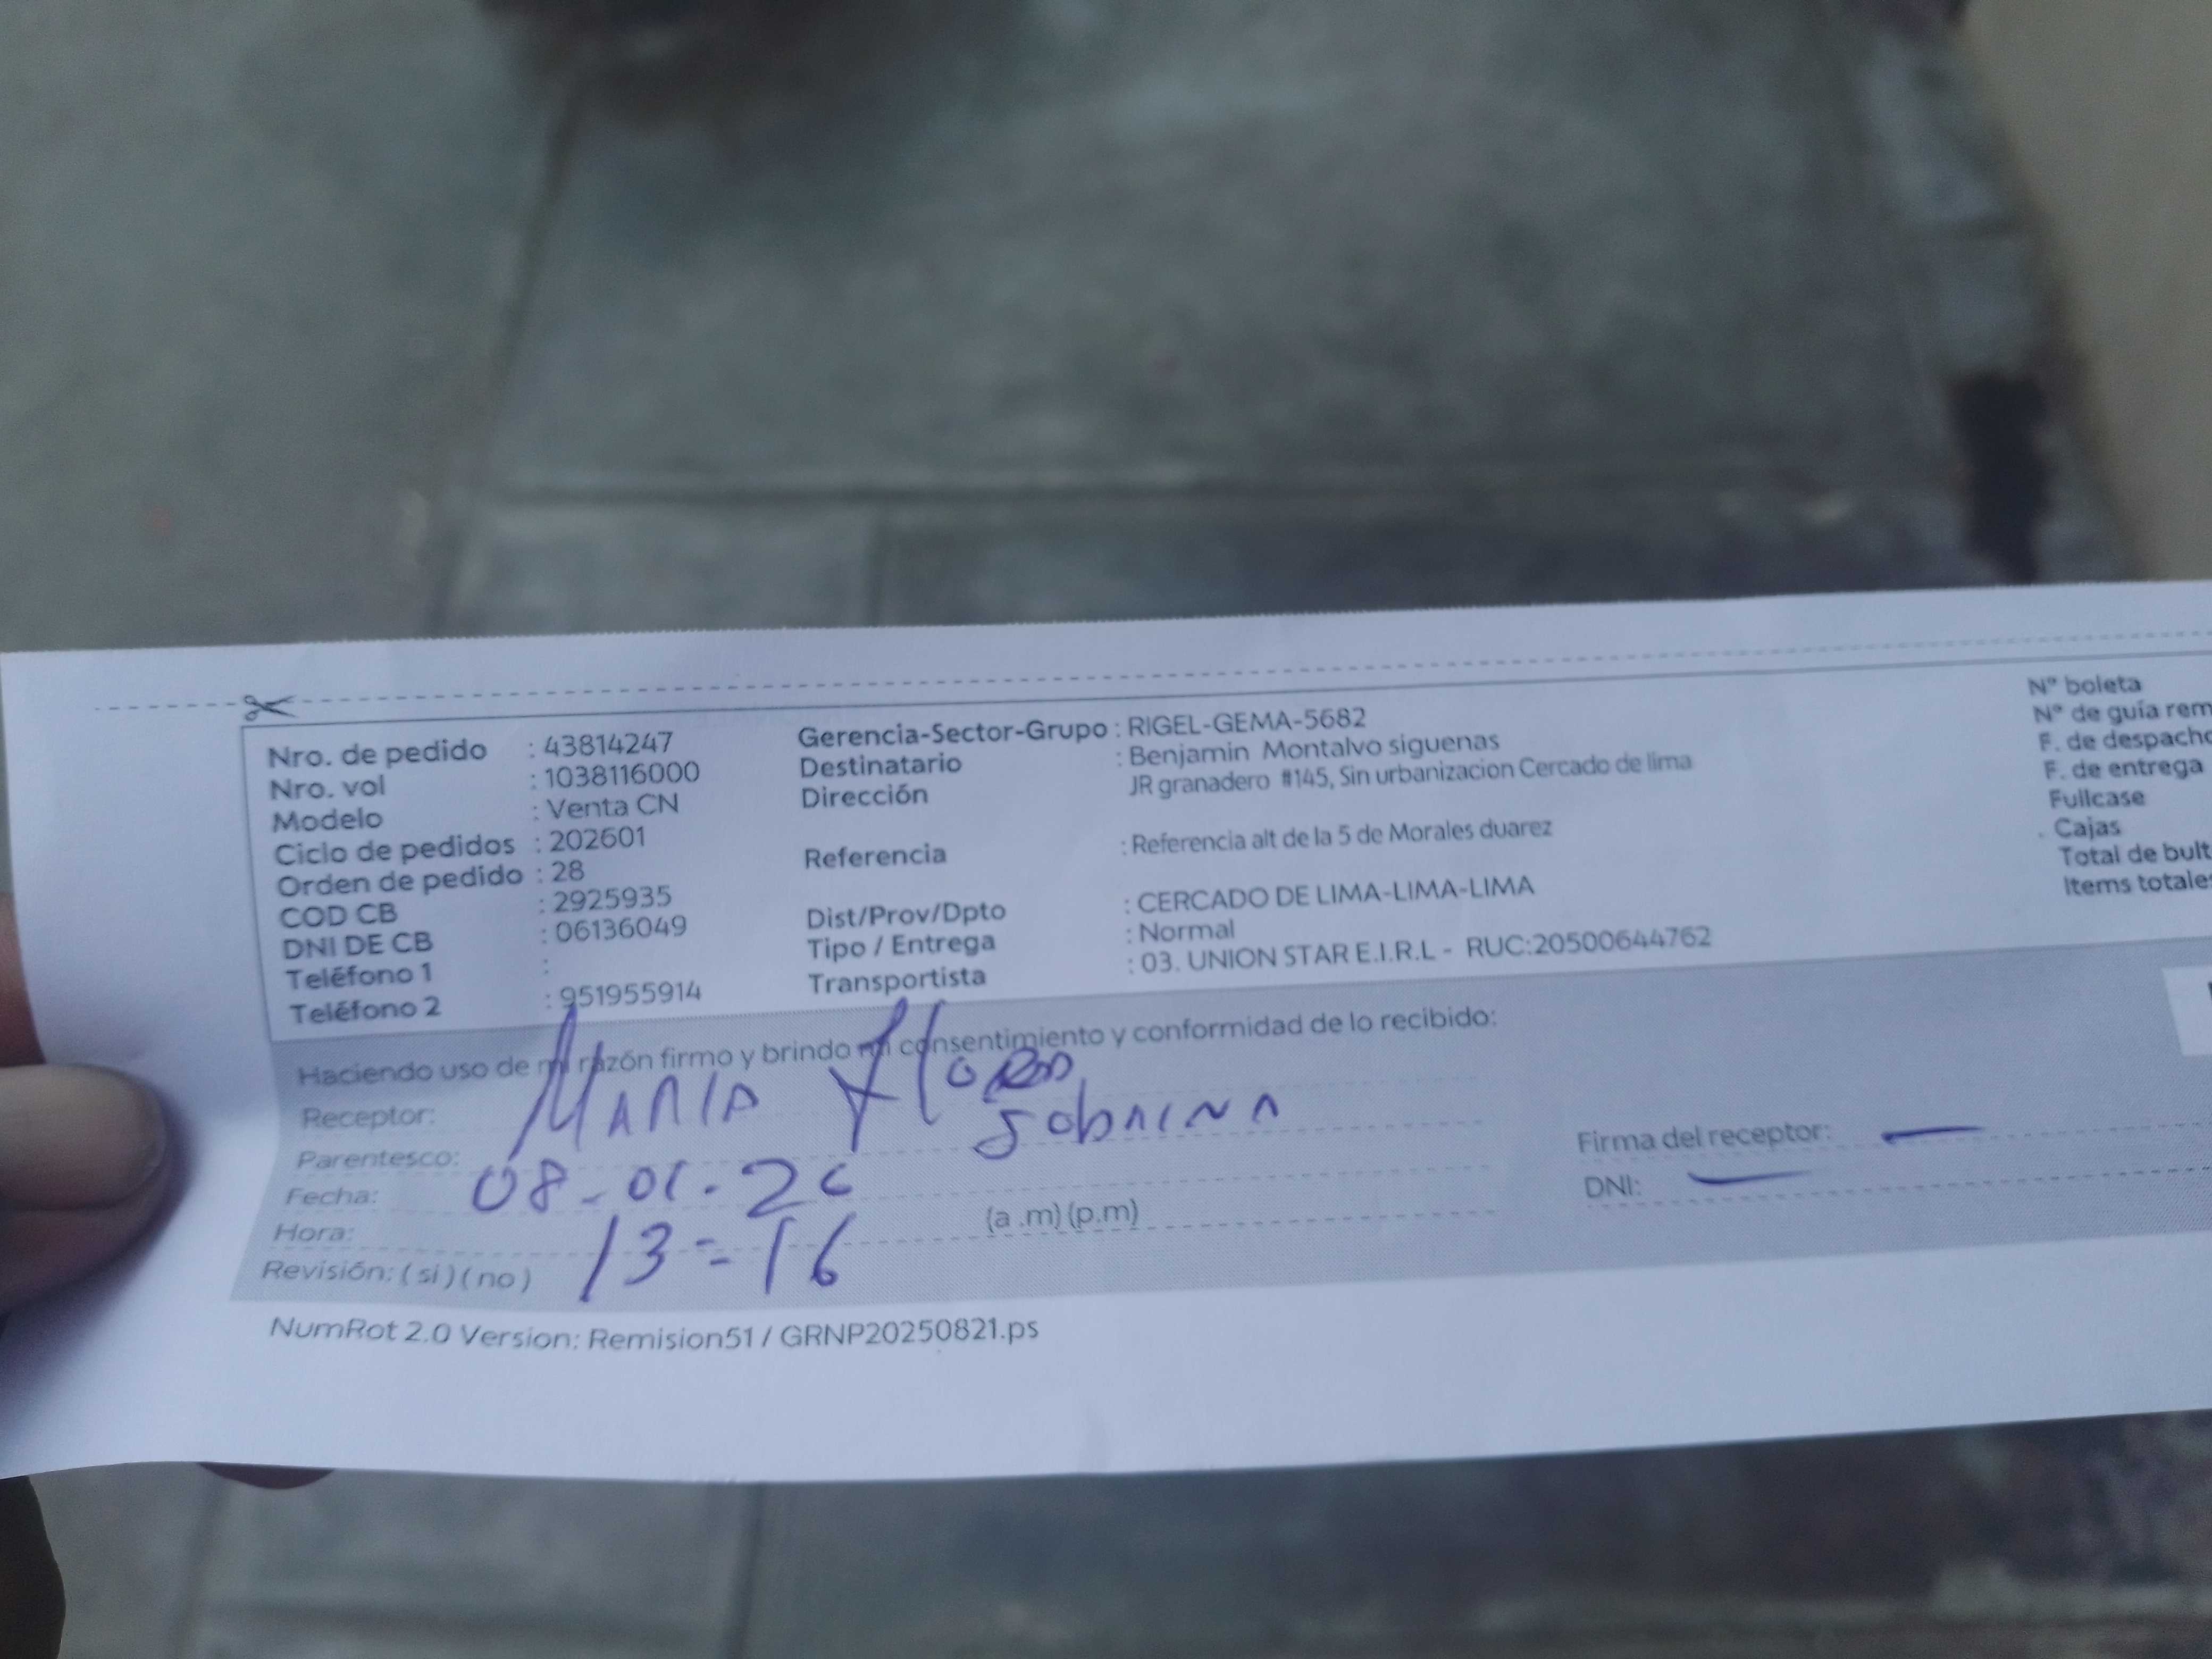 Nro. de pedido : 43814247
Nro. vol : 1038116000
Modelo : Venta CN
Ciclo de pedidos : 202601
Orden de pedido : 28
COD CB : 2925935
DNI DE CB : 06136049
Teléfono 1 :
Teléfono 2 : 951955914
Gerencia-Sector-Grupo : RIGEL-GEMA-5682
Destinatario : Benjamin Montalvo siguenas
Dirección JR granadero #145, Sin urbanizacion Cercado de lima
Referencia : Referencia alt de la 5 de Morales duarez
Dist/Prov/Dpto : CERCADO DE LIMA-LIMA-LIMA
Tipo / Entrega : Normal
Transportista : 03. UNION STAR E.I.R.L - RUC:20500644762
N° boleta
N° de guía rem
F. de despacho
F. de entrega
Fullcase
Cajas
Total de bult
Items totales
Haciendo uso de mi razón firmo y brindo mi consentimiento y conformidad de lo recibido:
Receptor: MARIA
Parentesco: SObRINA
Fecha: 08-01-26
Hora: 13=16 (a .m) (p.m)
Revisión: ( si ) ( no )
Firma del receptor: —
DNI: —
NumRot 2.0 Version: Remision51 / GRNP20250821.ps